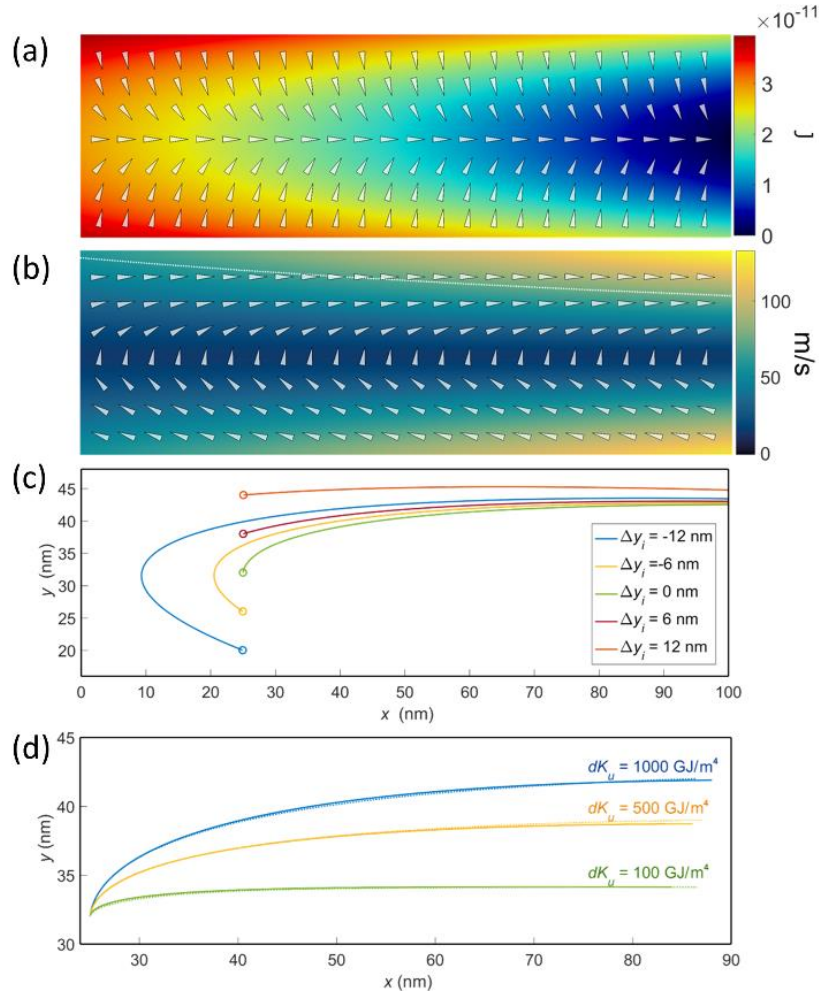 (a)
×10⁻¹¹
3
2
1
0
J
(b)
100
50
0
m/s
(c)
45
40
35
30
25
20
y (nm)
Δyᵢ = -12 nm
Δyᵢ =-6 nm
Δyᵢ = 0 nm
Δyᵢ = 6 nm
Δyᵢ = 12 nm
0 10 20 30 40 50 60 70 80 90 100
x (nm)
(d)
45
40
35
30
y (nm)
dKᵤ = 1000 GJ/m⁴
dKᵤ = 500 GJ/m⁴
dKᵤ = 100 GJ/m⁴
30 40 50 60 70 80 90
x (nm)